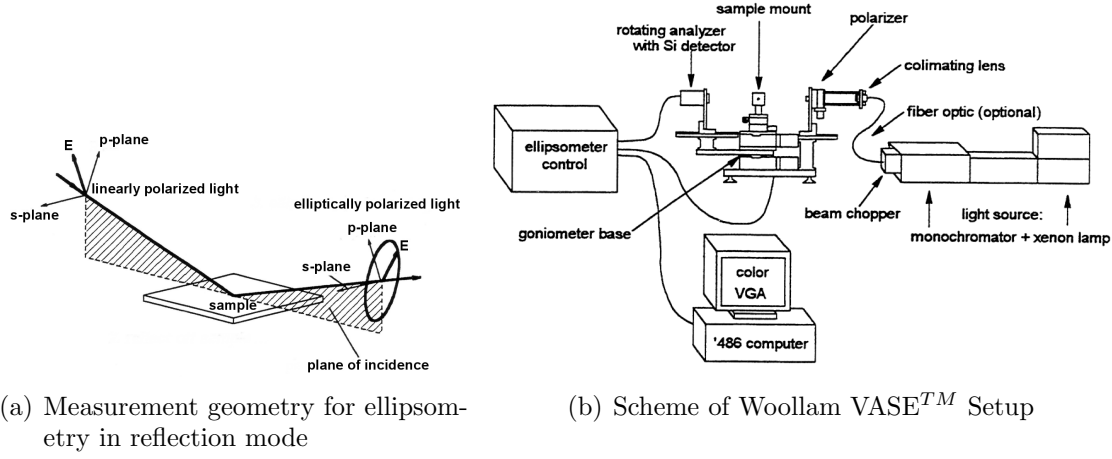 p-plane
E
linearly polarized light
s-plane
elliptically polarized light
p-plane
E
s-plane
sample
plane of incidence
(a) Measurement geometry for ellipsom-
etry in reflection mode
sample mount
polarizer
rotating analyzer
with Si detector
colimating lens
fiber optic (optional)
ellipsometer
control
beam chopper
light source:
goniometer base
monochromator + xenon lamp
color
VGA
'486 computer
(b) Scheme of Woollam VASE^{TM} Setup